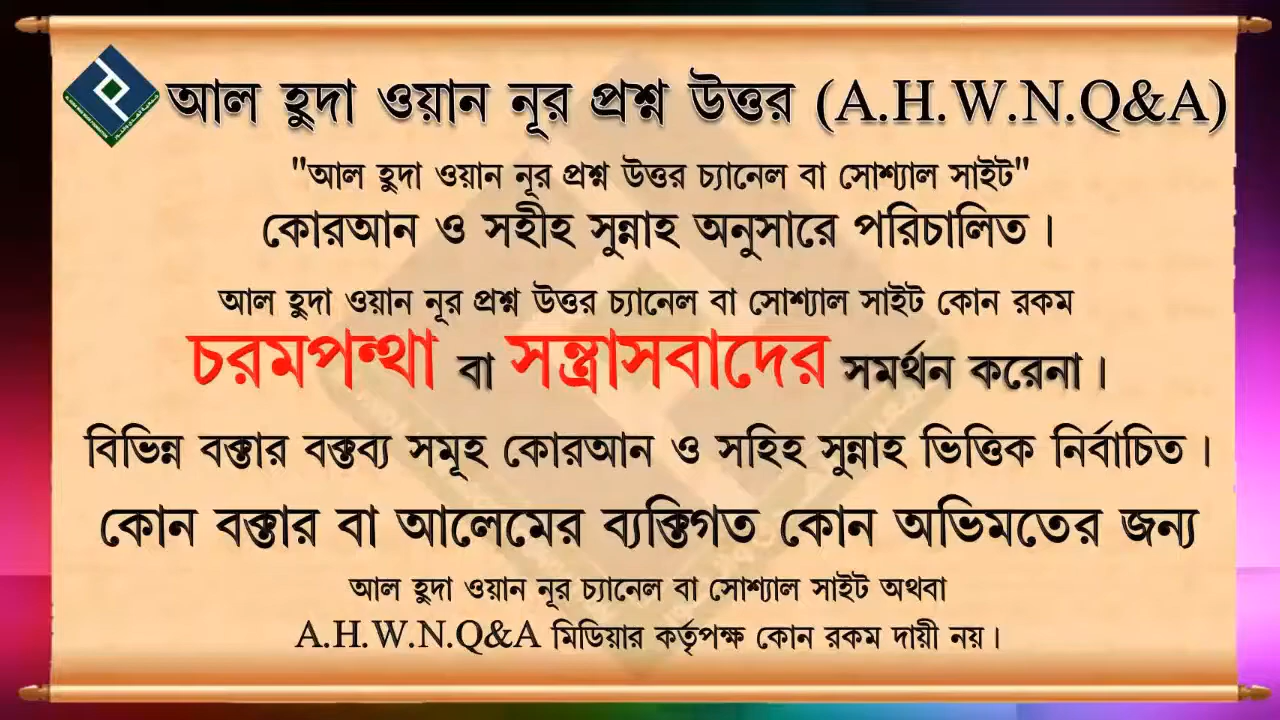 আল হুদা ওয়ান নূর প্রশ্ন উত্তর (A.H.W.N.Q&A)
"আল হুদা ওয়ান নূর প্রশ্ন উত্তর চ্যানেল বা সোশ্যাল সাইট"
কোরআন ও সহীহ সুন্নাহ অনুসারে পরিচালিত।
আল হুদা ওয়ান নূর প্রশ্ন উত্তর চ্যানেল বা সোশ্যাল সাইট কোন রকম
চরমপন্থা বা সন্ত্রাসবাদের সমর্থন করেনা।
বিভিন্ন বক্তার বক্তব্য সমূহ কোরআন ও সহিহ সুন্নাহ ভিত্তিক নির্বাচিত।
কোন বক্তার বা আলেমের ব্যক্তিগত কোন অভিমতের জন্য
আল হুদা ওয়ান নূর চ্যানেল বা সোশ্যাল সাইট অথবা
A.H.W.N.Q&A মিডিয়ার কর্তৃপক্ষ কোন রকম দায়ী নয়।